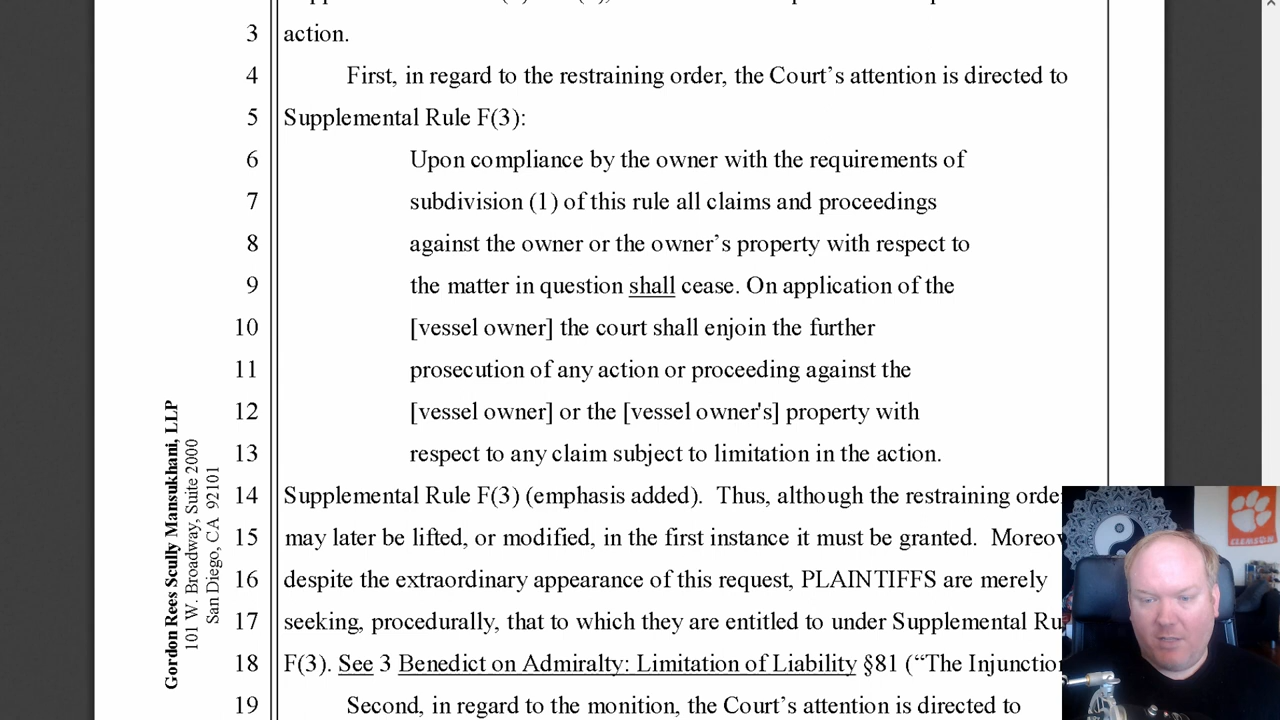 3 action.
4 First, in regard to the restraining order, the Court’s attention is directed to
5 Supplemental Rule F(3):
6 Upon compliance by the owner with the requirements of
7 subdivision (1) of this rule all claims and proceedings
8 against the owner or the owner’s property with respect to
9 the matter in question shall cease. On application of the
10 [vessel owner] the court shall enjoin the further
11 prosecution of any action or proceeding against the
12 [vessel owner] or the [vessel owner's] property with
13 respect to any claim subject to limitation in the action.
14 Supplemental Rule F(3) (emphasis added). Thus, although the restraining orde
15 may later be lifted, or modified, in the first instance it must be granted. Moreov
16 despite the extraordinary appearance of this request, PLAINTIFFS are merely
17 seeking, procedurally, that to which they are entitled to under Supplemental Ru
18 F(3). See 3 Benedict on Admiralty: Limitation of Liability §81 (“The Injunctio
19 Second, in regard to the monition, the Court’s attention is directed to
Gordon Rees Scully Mansukhani, LLP
101 W. Broadway, Suite 2000
San Diego, CA 92101
CLEMSON